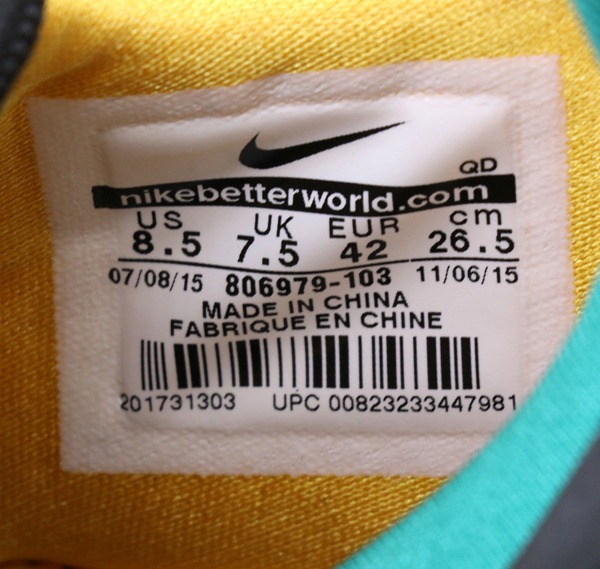 QD
nikebetterworld.com
US UK EUR cm
8.5 7.5 42 26.5
07/08/15 806979-103 11/06/15
MADE IN CHINA
FABRIQUE EN CHINE
201731303 UPC 00823233447981